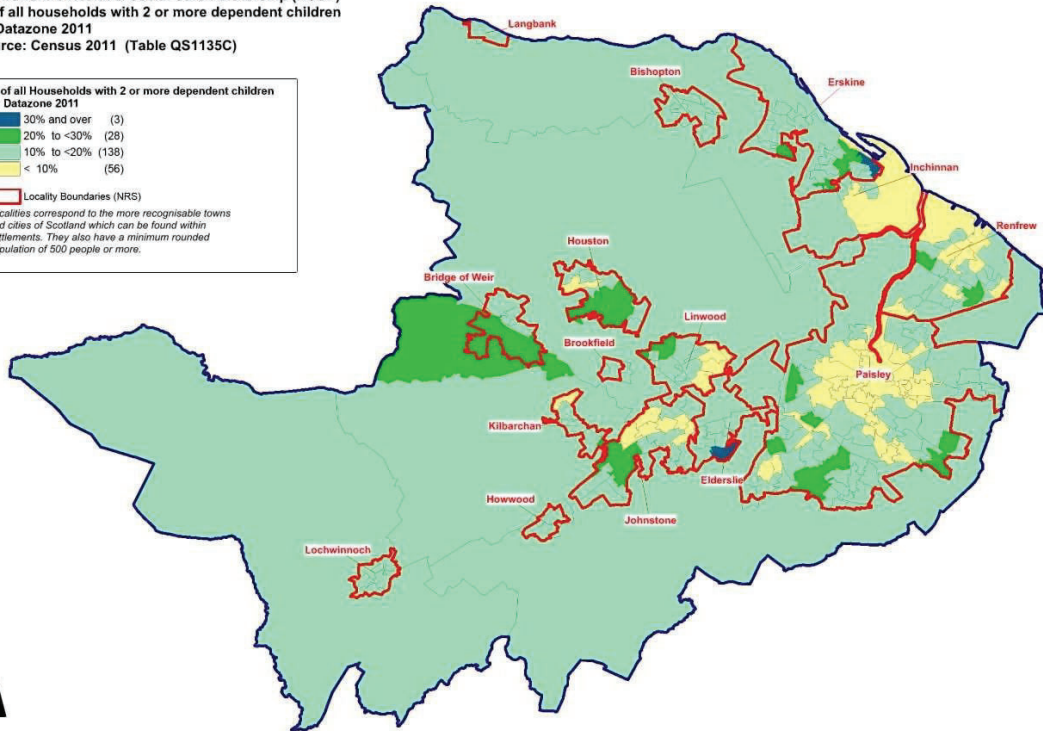 of all households with 2 or more dependent children
Datazone 2011
Source: Census 2011 (Table QS1135C)
of all Households with 2 or more dependent children
Datazone 2011
30% and over (3)
20% to <30% (28)
10% to <20% (138)
< 10% (56)
Locality Boundaries (NRS)
calities correspond to the more recognisable towns
d cities of Scotland which can be found within
ttlements. They also have a minimum rounded
opulation of 500 people or more.
Langbank
Bishopton
Erskine
Inchinnan
Renfrew
Houston
Bridge of Weir
Linwood
Brookfield
Paisley
Kilbarchan
Elderslie
Howwood
Johnstone
Lochwinnoch